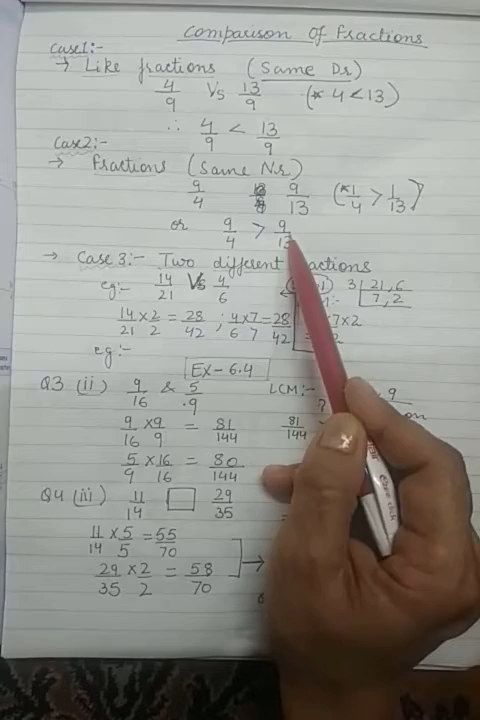 Comparison Of Fractions
Case1:-
→ Like fractions (Same Dr)
4/9 Vs 13/9 (* 4 < 13)
∴ 4/9 < 13/9
Case2:-
→ fractions (Same Nr)
9/4 9/13 (* 1/4 > 1/13)
or 9/4 > 9/13
→ Case 3:- Two different fractions
eg:- 14/21 Vs 4/6 3 | 21, 6
7, 2
14/21 × 2/2 = 28/42 ; 4/6 × 7/7 = 28/42 7×2
eg:-
Ex-6.4
Q3 (ii) 9/16 & 5/9 LCM:- 9
9/16 × 9/9 = 81/144 81/144 ?
5/9 × 16/16 = 80/144
Q4 (iii) 11/14 □ 29/35
11/14 × 5/5 = 55/70
29/35 × 2/2 = 58/70 →